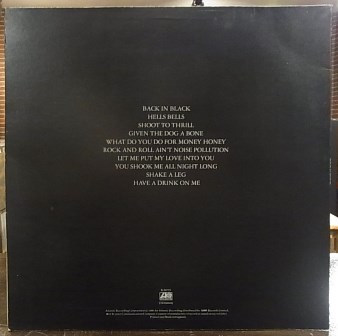 BACK IN BLACK
HELLS BELLS
SHOOT TO THRILL
GIVEN THE DOG A BONE
WHAT DO YOU DO FOR MONEY HONEY
ROCK AND ROLL AIN'T NOISE POLLUTION
LET ME PUT MY LOVE INTO YOU
YOU SHOOK ME ALL NIGHT LONG
SHAKE A LEG
HAVE A DRINK ON ME